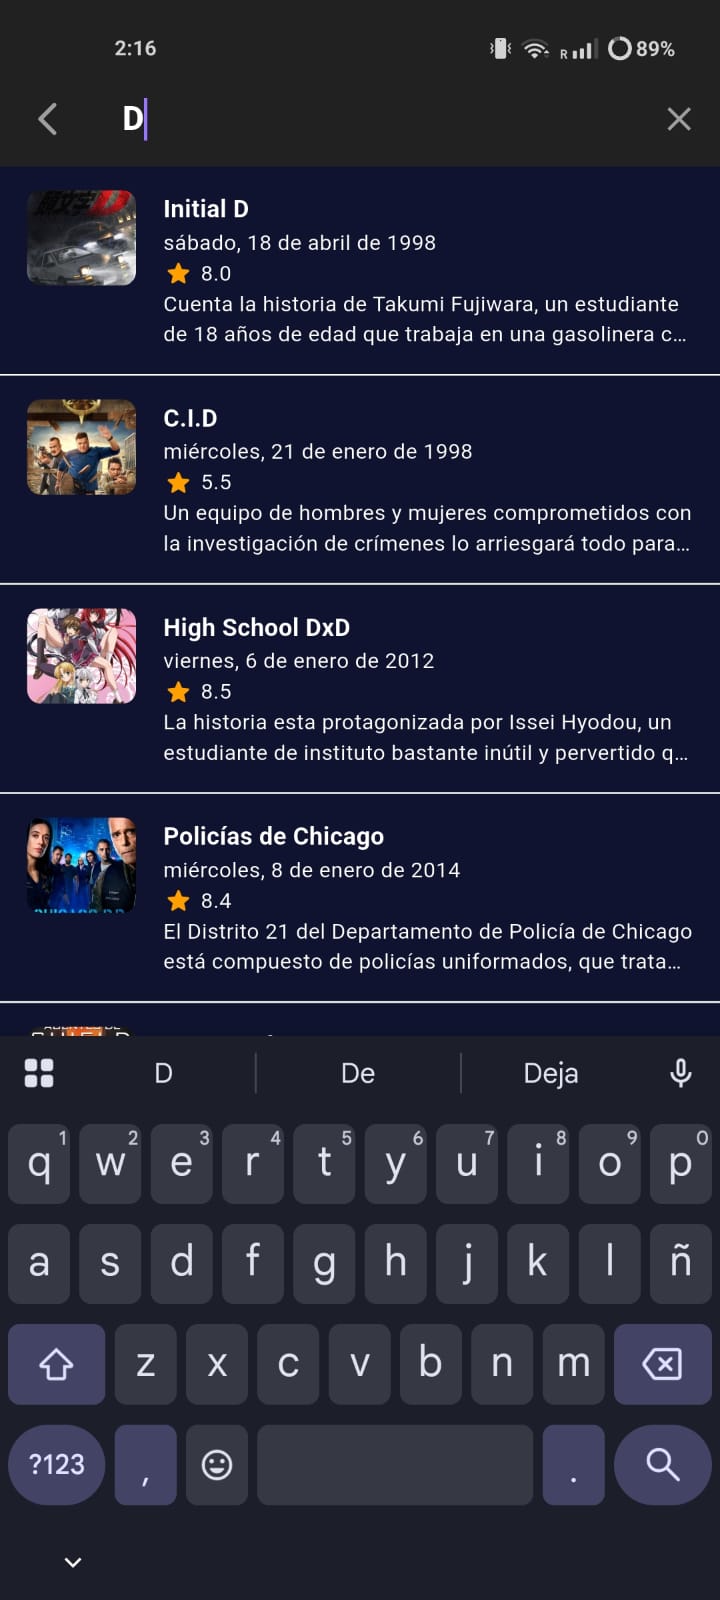 2:16
R
89%
D
Initial D
sábado, 18 de abril de 1998
8.0
Cuenta la historia de Takumi Fujiwara, un estudiante
de 18 años de edad que trabaja en una gasolinera c...
C.I.D
miércoles, 21 de enero de 1998
5.5
Un equipo de hombres y mujeres comprometidos con
la investigación de crímenes lo arriesgará todo para...
High School DxD
viernes, 6 de enero de 2012
8.5
La historia esta protagonizada por Issei Hyodou, un
estudiante de instituto bastante inútil y pervertido q...
Policías de Chicago
miércoles, 8 de enero de 2014
8.4
El Distrito 21 del Departamento de Policía de Chicago
está compuesto de policías uniformados, que trata...
D De Deja
1 2 3 4 5 6 7 8 9 0
q w e r t y u i o p
a s d f g h j k l ñ
z x c v b n m
?123 , .